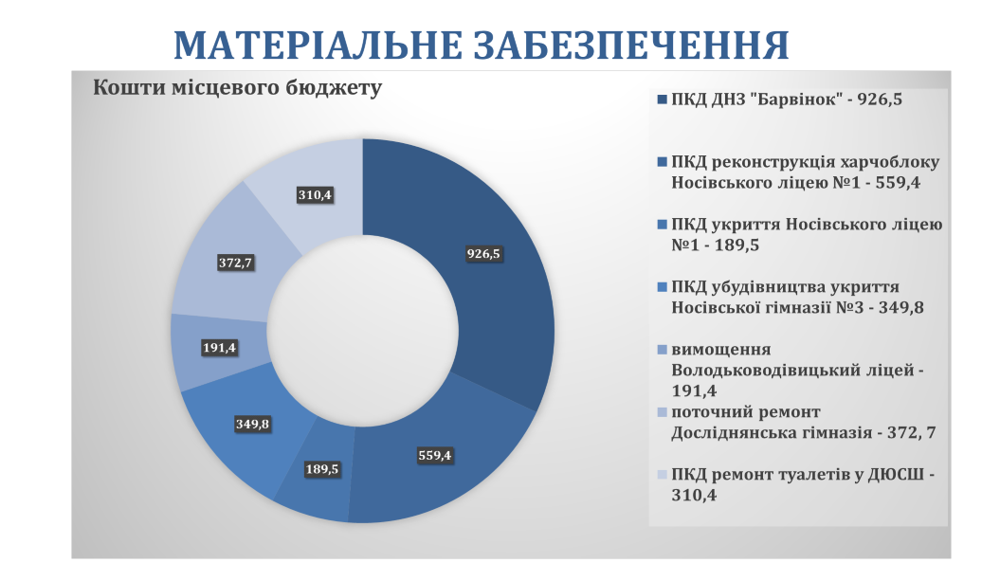 МАТЕРІАЛЬНЕ ЗАБЕЗПЕЧЕННЯ
Кошти місцевого бюджету
310,4
926,5
372,7
191,4
349,8
559,4
189,5
ПКД ДНЗ "Барвінок" - 926,5
ПКД реконструкція харчоблоку
Носівського ліцею №1 - 559,4
ПКД укриття Носівського ліцею
№1 - 189,5
ПКД убудівництва укриття
Носівської гімназії №3 - 349,8
вимощення
Володьководівицький ліцей -
191,4
поточний ремонт
Досліднянська гімназія - 372, 7
ПКД ремонт туалетів у ДЮСШ -
310,4